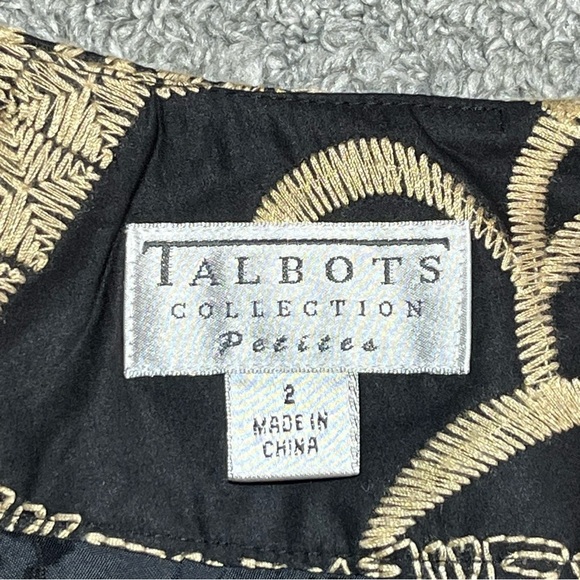 TALBOTS
COLLECTION
Petites
2
MADE IN
CHINA